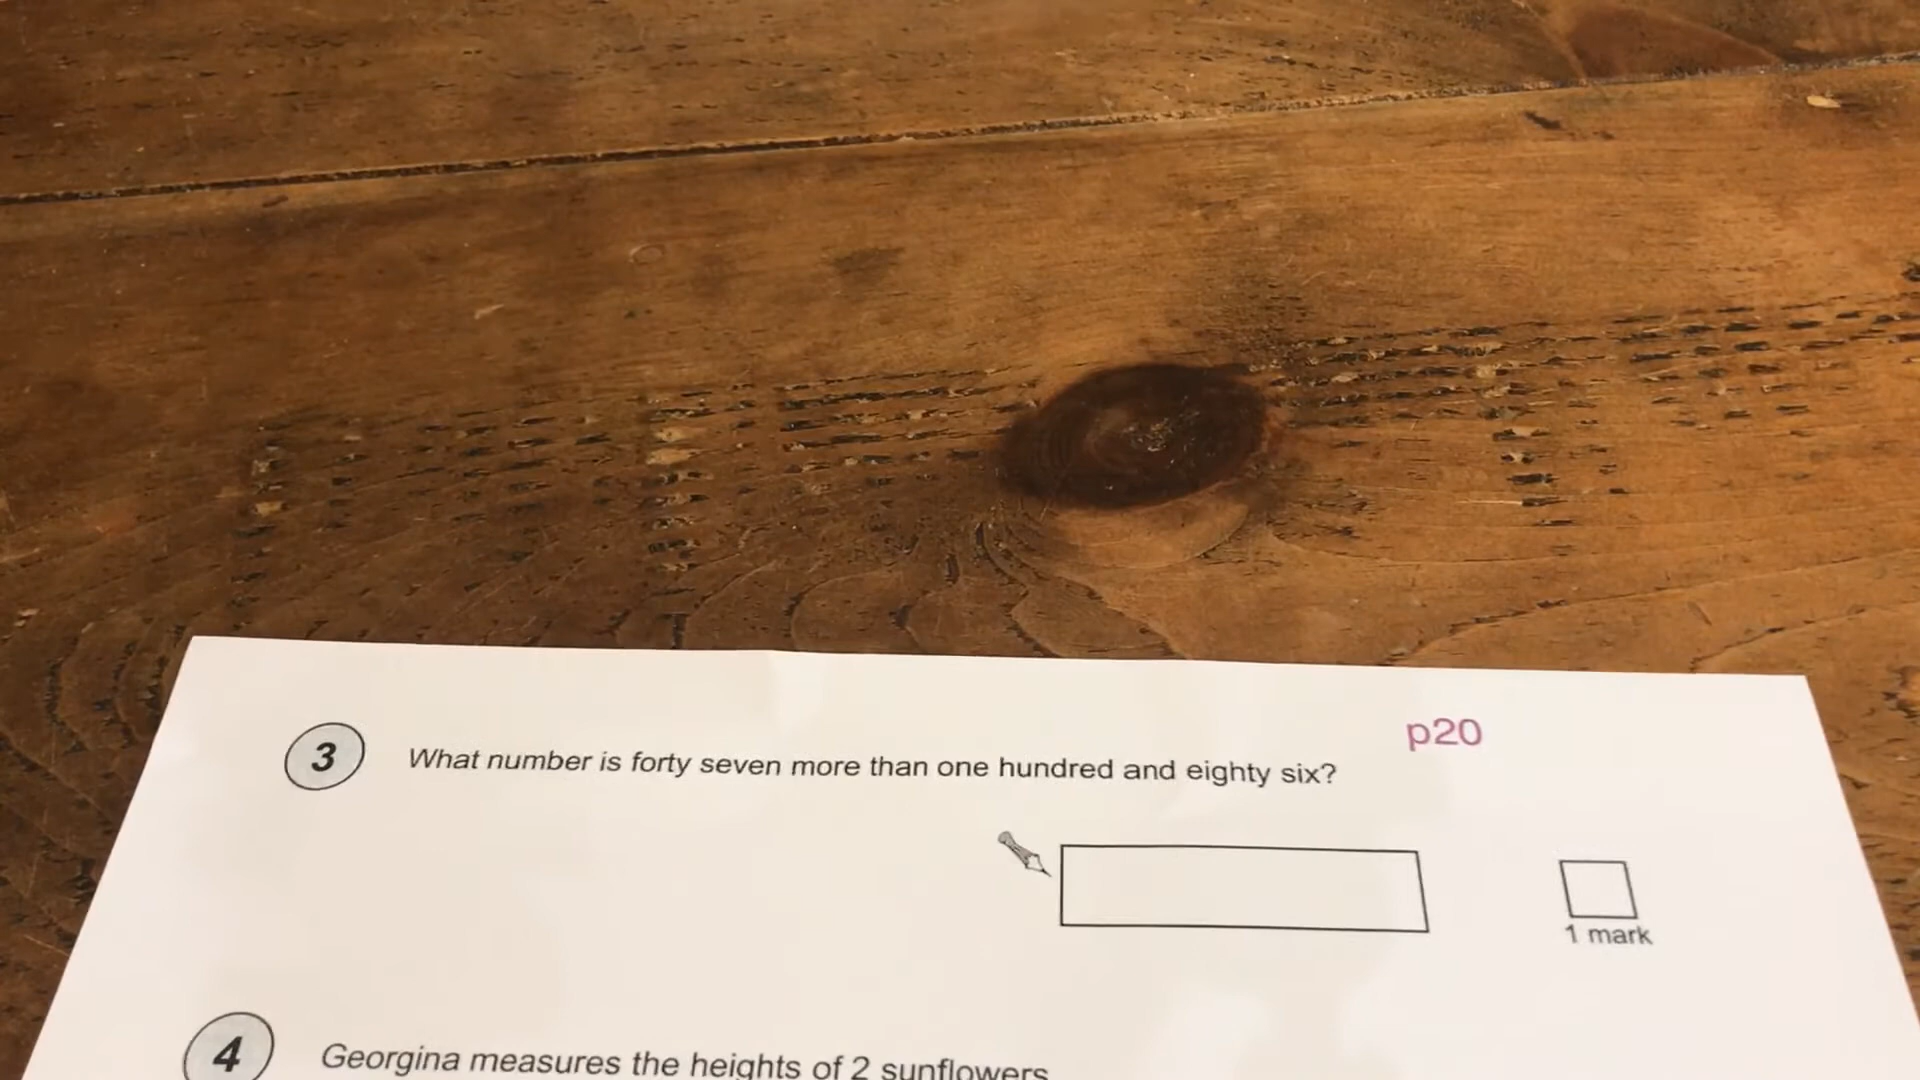 p20
3 What number is forty seven more than one hundred and eighty six?
1 mark
4 Georgina measures the heights of 2 sunflowers